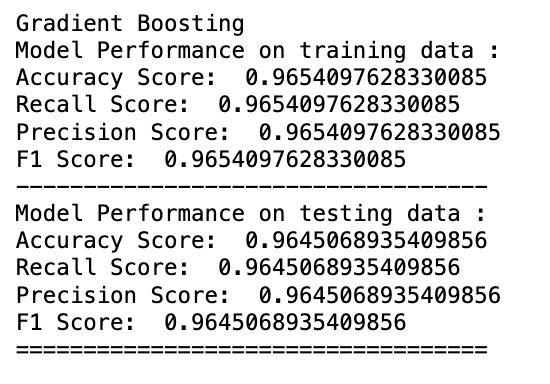 Gradient Boosting
Model Performance on training data :
Accuracy Score:  0.9654097628330085
Recall Score:  0.9654097628330085
Precision Score:  0.9654097628330085
F1 Score:  0.9654097628330085
-----------------------------------
Model Performance on testing data :
Accuracy Score:  0.9645068935409856
Recall Score:  0.9645068935409856
Precision Score:  0.9645068935409856
F1 Score:  0.9645068935409856
===================================